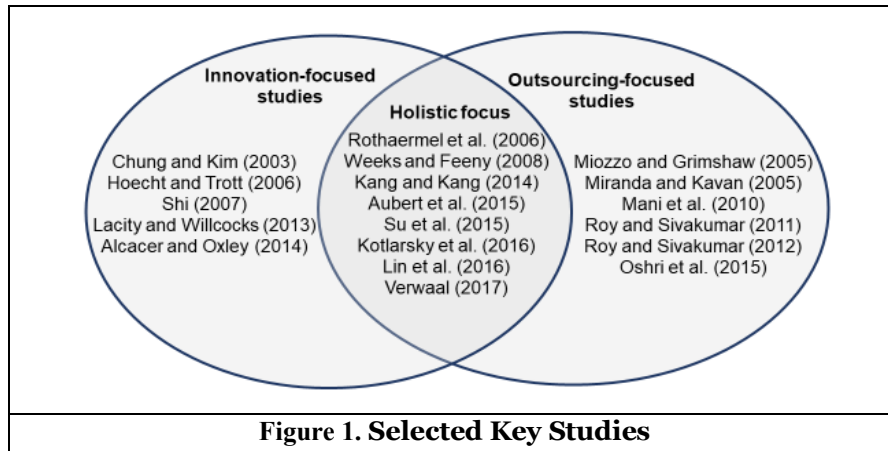 Innovation-focused
studies
Chung and Kim (2003)
Hoecht and Trott (2006)
Shi (2007)
Lacity and Willcocks (2013)
Alcacer and Oxley (2014)
Holistic focus
Rothaermel et al. (2006)
Weeks and Feeny (2008)
Kang and Kang (2014)
Aubert et al. (2015)
Su et al. (2015)
Kotlarsky et al. (2016)
Lin et al. (2016)
Verwaal (2017)
Outsourcing-focused
studies
Miozzo and Grimshaw (2005)
Miranda and Kavan (2005)
Mani et al. (2010)
Roy and Sivakumar (2011)
Roy and Sivakumar (2012)
Oshri et al. (2015)
Figure 1. Selected Key Studies